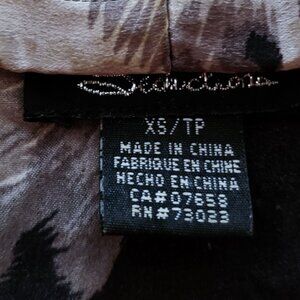 XS/TP
MADE IN CHINA
FABRIQUE EN CHINE
HECHO EN CHINA
CA#07658
RN#73023